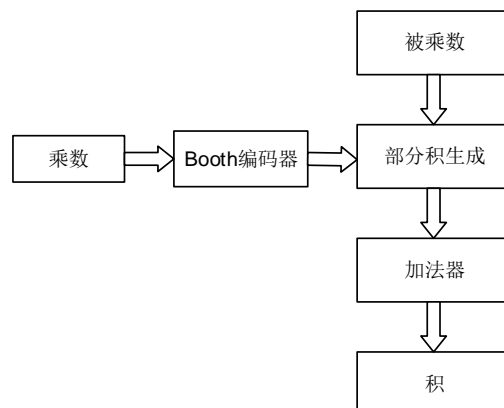 被乘数
乘数
Booth编码器
部分积生成
加法器
积